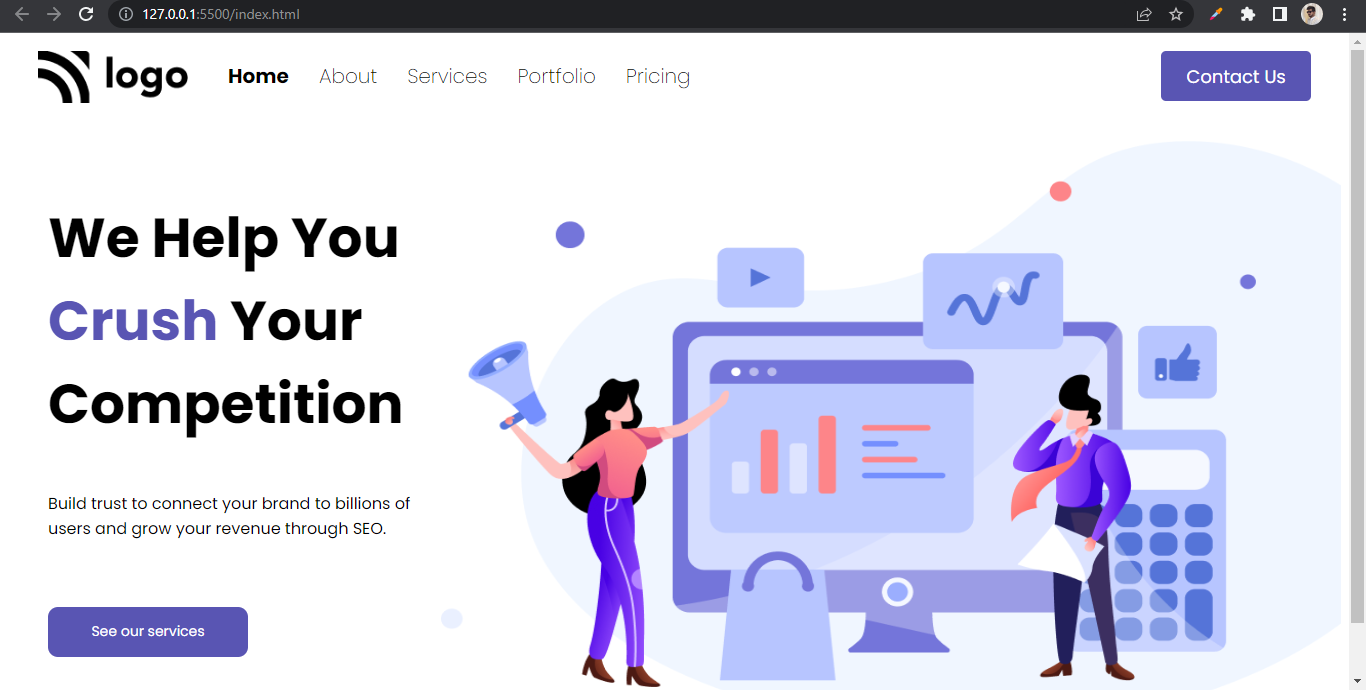 127.0.0.1:5500/index.html
logo Home About Services Portfolio Pricing Contact Us
We Help You
Crush Your
Competition
Build trust to connect your brand to billions of
users and grow your revenue through SEO.
See our services